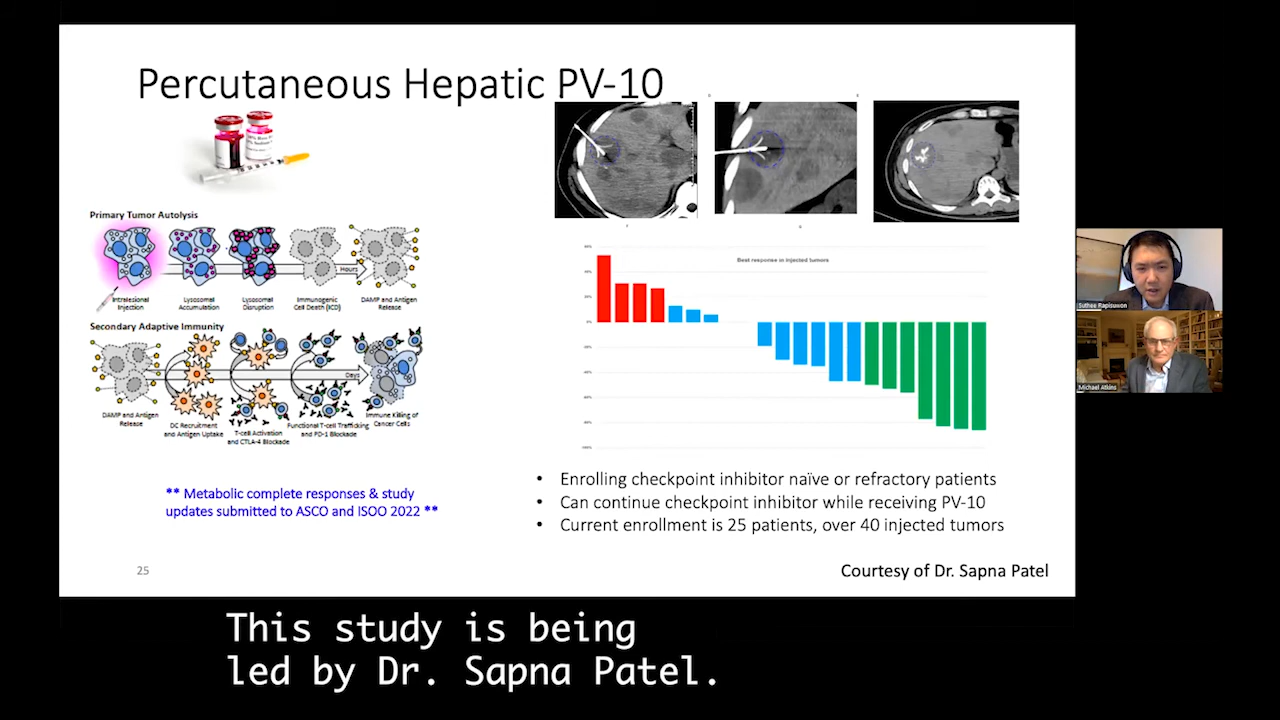 Percutaneous Hepatic PV-10
Primary Tumor Autolysis
Hours
Intralesional
Injection
Lysosomal
Accumulation
Lysosomal
Disruption
Immunogenic
Cell Death (ICD)
DAMP and Antigen
Release
Secondary Adaptive Immunity
Days
DAMP and Antigen
Release
DC Recruitment
and Antigen Uptake
T-cell Activation
and CTLA-4 Blockade
Functional T-cell Trafficking
and PD-1 Blockade
Immune Killing of
Cancer Cells
** Metabolic complete responses & study
updates submitted to ASCO and ISOO 2022 **
Best response in injected tumors
• Enrolling checkpoint inhibitor naïve or refractory patients
• Can continue checkpoint inhibitor while receiving PV-10
• Current enrollment is 25 patients, over 40 injected tumors
25
Courtesy of Dr. Sapna Patel
Suthee Rapisuwon
Michael Atkins
This study is being
led by Dr. Sapna Patel.